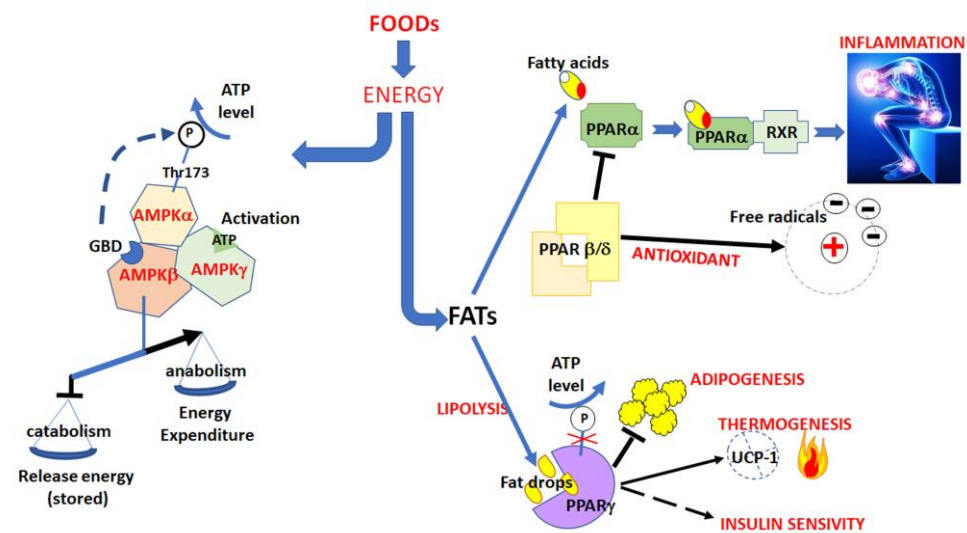 FOODs
ENERGY
ATP
level
P
Thr173
AMPKα
GBD
Activation
ATP
AMPKβ
AMPKγ
anabolism
Energy
Expenditure
catabolism
Release energy
(stored)
Fatty acids
PPARα
PPARα
RXR
INFLAMMATION
PPAR β/δ
ANTIOXIDANT
Free radicals
FATs
LIPOLYSIS
ATP
level
P
Fat drops
PPARγ
ADIPOGENESIS
THERMOGENESIS
UCP-1
INSULIN SENSIVITY